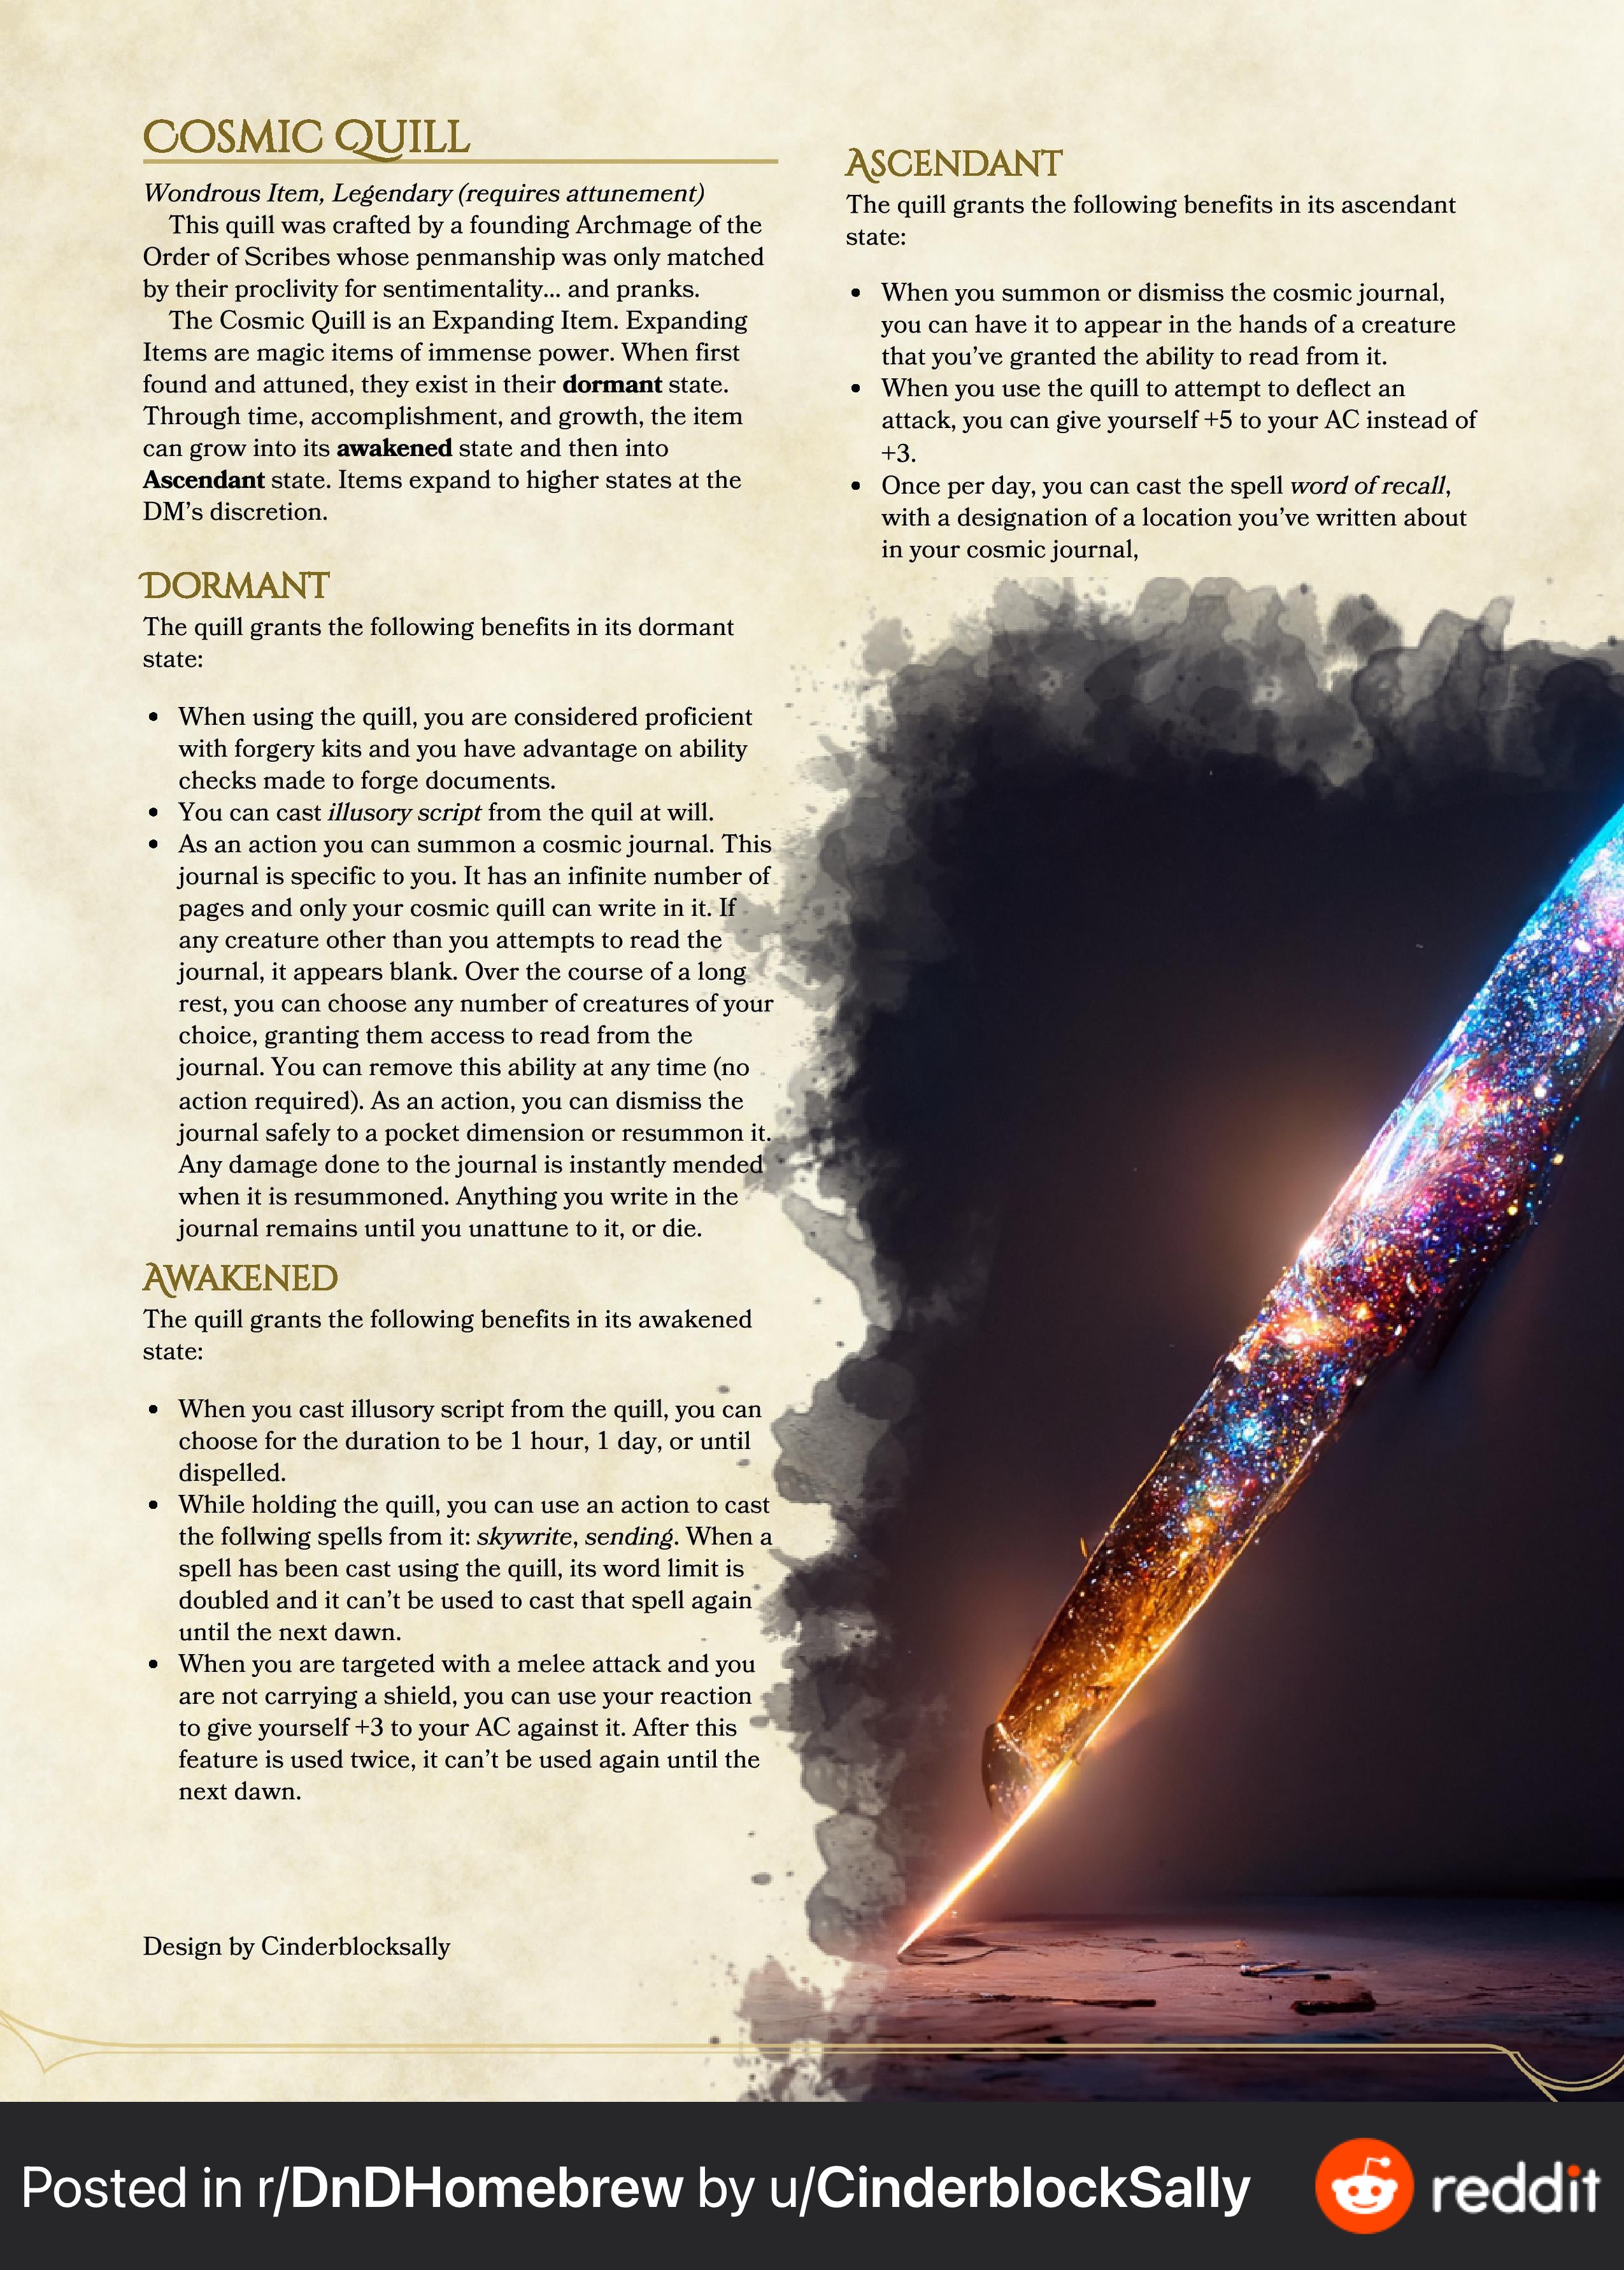 Cosmic Quill
Wondrous Item, Legendary (requires attunement)
This quill was crafted by a founding Archmage of the
Order of Scribes whose penmanship was only matched
by their proclivity for sentimentality... and pranks.
The Cosmic Quill is an Expanding Item. Expanding
Items are magic items of immense power. When first
found and attuned, they exist in their dormant state.
Through time, accomplishment, and growth, the item
can grow into its awakened state and then into
Ascendant state. Items expand to higher states at the
DM's discretion.
Dormant
The quill grants the following benefits in its dormant
state:
• When using the quill, you are considered proficient
with forgery kits and you have advantage on ability
checks made to forge documents.
• You can cast illusory script from the quil at will.
• As an action you can summon a cosmic journal. This
journal is specific to you. It has an infinite number of
pages and only your cosmic quill can write in it. If
any creature other than you attempts to read the
journal, it appears blank. Over the course of a long
rest, you can choose any number of creatures of your
choice, granting them access to read from the
journal. You can remove this ability at any time (no
action required). As an action, you can dismiss the
journal safely to a pocket dimension or resummon it.
Any damage done to the journal is instantly mended
when it is resummoned. Anything you write in the
journal remains until you unattune to it, or die.
Awakened
The quill grants the following benefits in its awakened
state:
• When you cast illusory script from the quill, you can
choose for the duration to be 1 hour, 1 day, or until
dispelled.
• While holding the quill, you can use an action to cast
the follwing spells from it: skywrite, sending. When a
spell has been cast using the quill, its word limit is
doubled and it can't be used to cast that spell again
until the next dawn.
• When you are targeted with a melee attack and you
are not carrying a shield, you can use your reaction
to give yourself +3 to your AC against it. After this
feature is used twice, it can't be used again until the
next dawn.
Design by Cinderblocksally
Ascendant
The quill grants the following benefits in its ascendant
state:
• When you summon or dismiss the cosmic journal,
you can have it to appear in the hands of a creature
that you've granted the ability to read from it.
• When you use the quill to attempt to deflect an
attack, you can give yourself +5 to your AC instead of
+3.
• Once per day, you can cast the spell word of recall,
with a designation of a location you've written about
in your cosmic journal,
Posted in r/DnDHomebrew by u/CinderblockSally
reddit